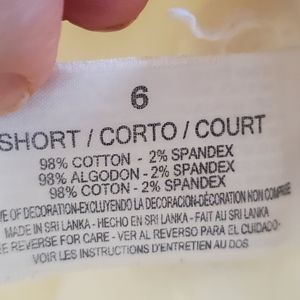 6
SHORT / CORTO / COURT
98% COTTON - 2% SPANDEX
98% ALGODON - 2% SPANDEX
98% COTON - 2% SPANDEX
VE OF DECORATION-EXCLUYENDO LA DECORACION-DÉCORATION NON COMPRISE
MADE IN SRI LANKA - HECHO EN SRI LANKA - FAIT AU SRI LANKA
EE REVERSE FOR CARE - VER AL REVERSO PARA EL CUIDADO-
VOIR LES INSTRUCTIONS D'ENTRETIEN AU DOS